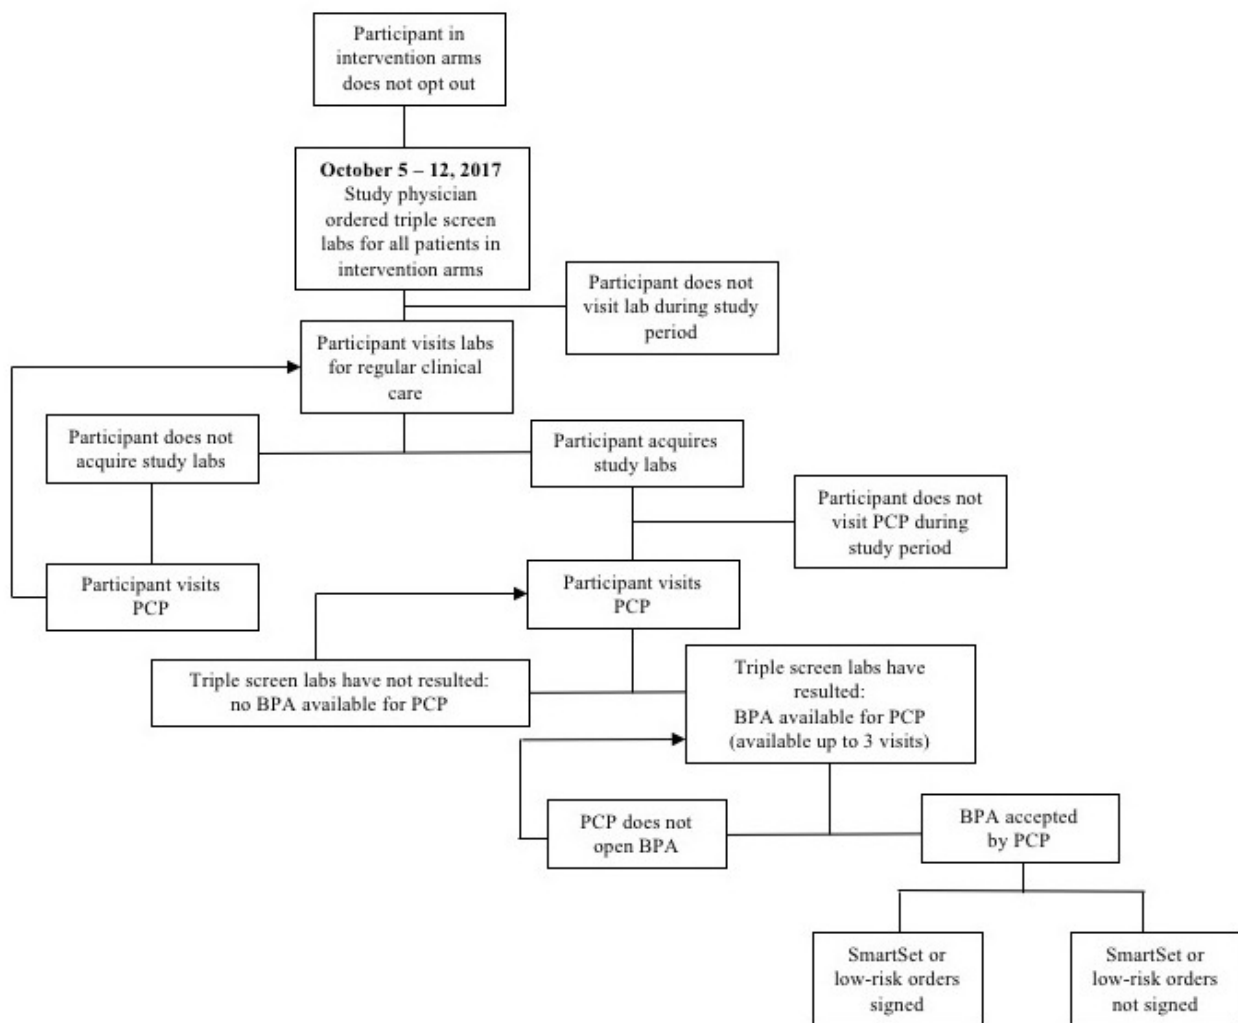 Participant in
intervention arms
does not opt out
October 5 – 12, 2017
Study physician
ordered triple screen
labs for all patients in
intervention arms
Participant does not
visit lab during study
period
Participant visits labs
for regular clinical
care
Participant does not
acquire study labs
Participant acquires
study labs
Participant does not
visit PCP during
study period
Participant visits
PCP
Participant visits
PCP
Triple screen labs have not resulted:
no BPA available for PCP
Triple screen labs have
resulted:
BPA available for PCP
(available up to 3 visits)
PCP does not
open BPA
BPA accepted
by PCP
SmartSet or
low-risk orders
signed
SmartSet or
low-risk orders
not signed